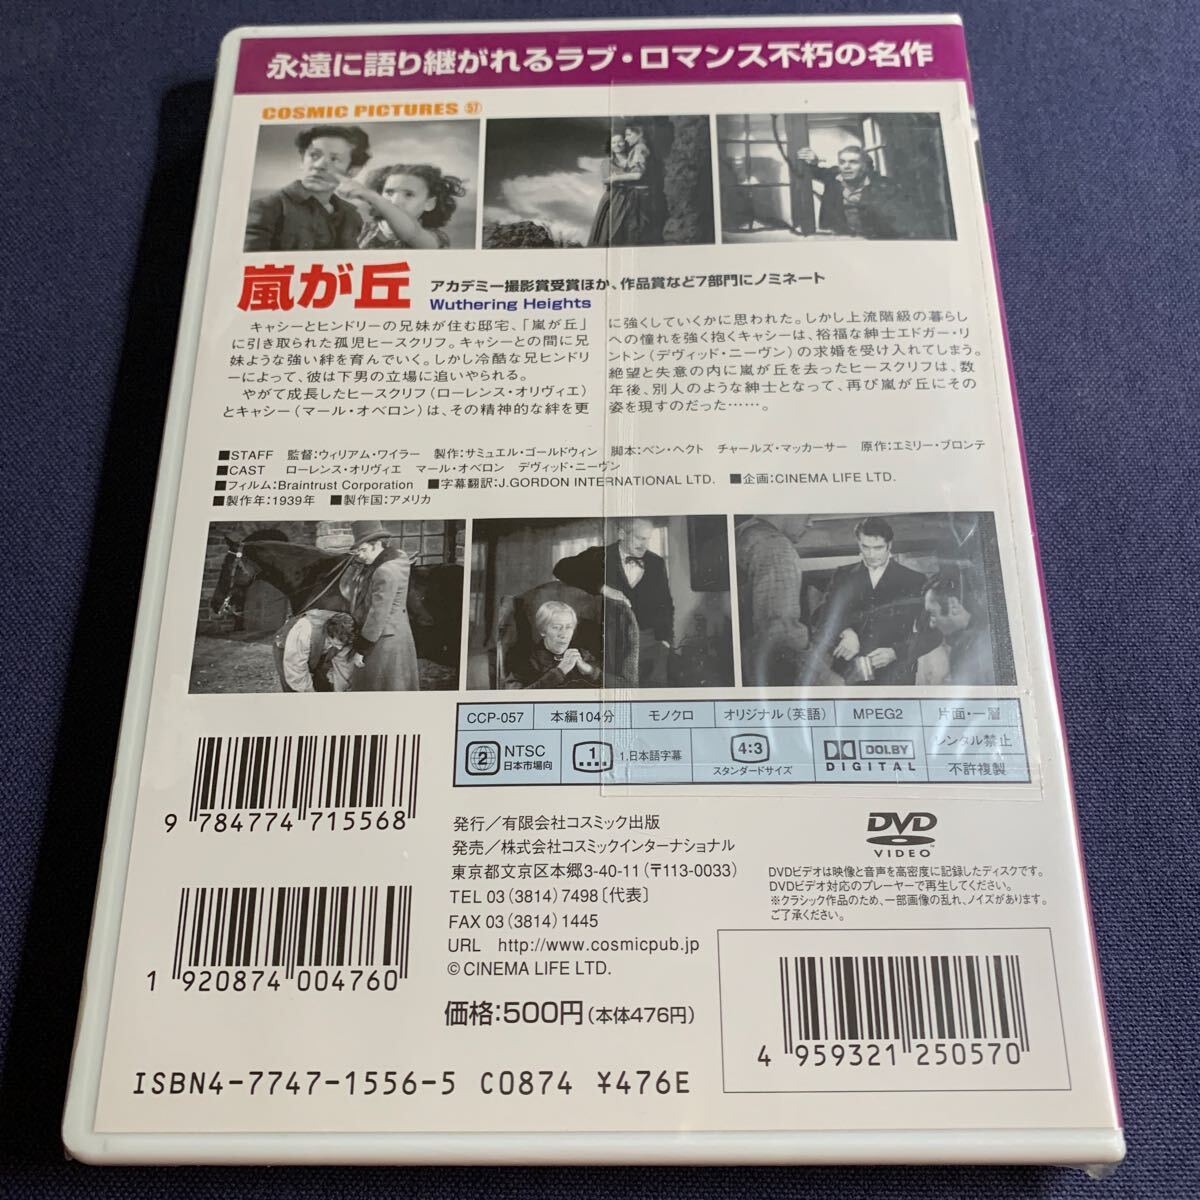 永遠に語り継がれるラブ・ロマンス不朽の名作
COSMIC PICTURES 57
嵐が丘
アカデミー撮影賞受賞ほか、作品賞など7部門にノミネート
Wuthering Heights
キャシーとヒンドリーの兄妹が住む邸宅、「嵐が丘」
に引き取られた孤児ヒースクリフ。キャシーとの間に兄
妹ような強い絆を育んでいく。しかし冷酷な兄ヒンドリ
ーによって、彼は下男の立場に追いやられる。
やがて成長したヒースクリフ(ローレンス・オリヴィエ)
とキャシー(マール・オベロン)は、その精神的な絆を更
に強くしていくかに思われた。しかし上流階級の暮らし
への憧れを強く抱くキャシーは、裕福な紳士エドガー・リ
ントン(デヴィッド・ニーヴン)の求婚を受け入れてしまう。
絶望と失意の内に嵐が丘を去ったヒースクリフは、数
年後、別人のような紳士となって、再び嵐が丘にその
姿を現すのだった……。
■STAFF 監督:ウィリアム・ワイラー 製作:サミュエル・ゴールドウィン 脚本:ベン・ヘクト チャールズ・マッカーサー 原作:エミリー・ブロンテ
■CAST ローレンス・オリヴィエ マール・オベロン デヴィッド・ニーヴン
■フィルム:Braintrust Corporation ■字幕翻訳:J.GORDON INTERNATIONAL LTD. ■企画:CINEMA LIFE LTD.
■製作年:1939年 ■製作国:アメリカ
CCP-057 本編104分 モノクロ オリジナル(英語) MPEG2 片面・一層
2 NTSC 日本市場向 1 1.日本語字幕 4:3 スタンダードサイズ DOLBY DIGITAL レンタル禁止
不許複製
9 784774 715568
1 920874 004760
発行/有限会社コスミック出版
発売/株式会社コスミックインターナショナル
東京都文京区本郷3-40-11(〒113-0033)
TEL 03(3814)7498〔代表〕
FAX 03(3814)1445
URL http://www.cosmicpub.jp
© CINEMA LIFE LTD.
価格:500円(本体476円)
DVD
VIDEO™
DVDビデオは映像と音声を高密度に記録したディスクです。
DVDビデオ対応のプレーヤーで再生してください。
※クラシック作品のため、一部画像の乱れ、ノイズがあります。
ご了承ください。
4 959321 250570
ISBN4-7747-1556-5 C0874 ¥476E